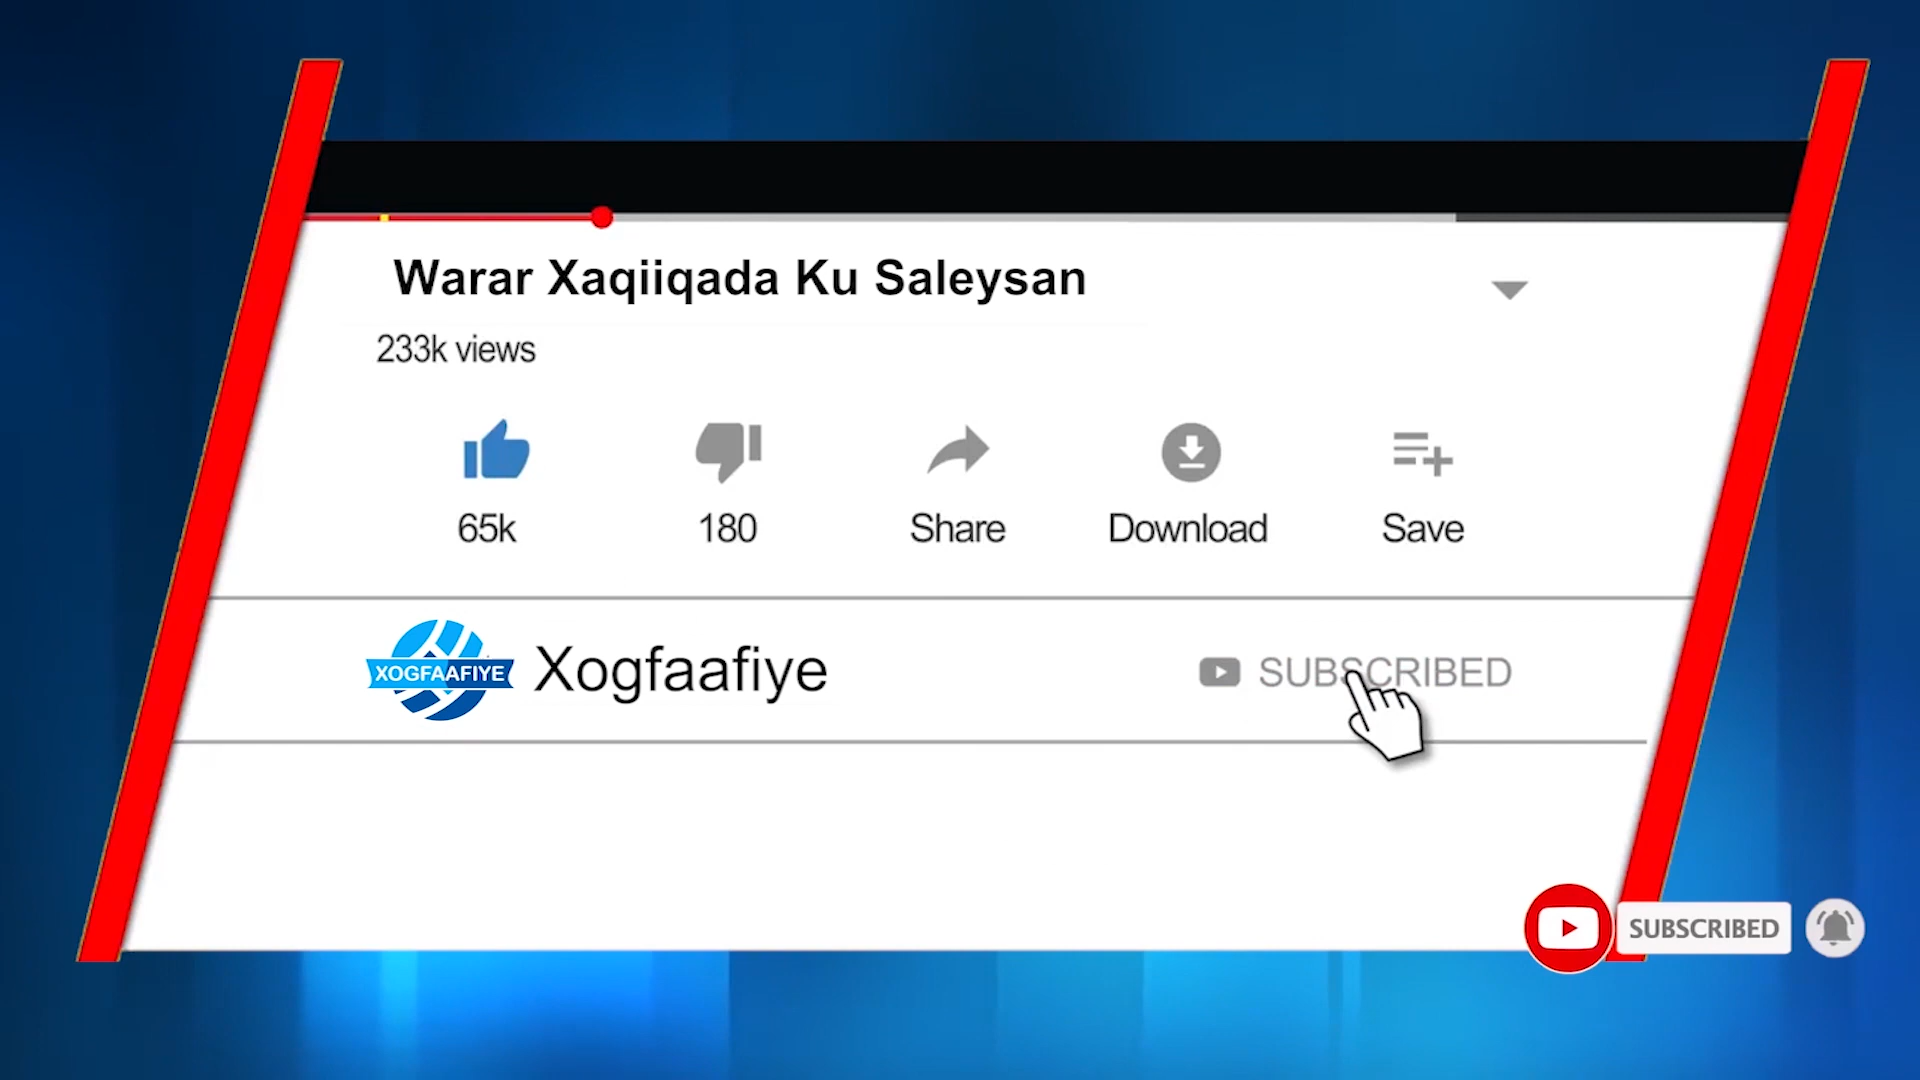 Warar Xaqiiqada Ku Saleysan
233k views
65k
180
Share
Download
Save
XOGFAAFIYE
Xogfaafiye
SUBSCRIBED
SUBSCRIBED